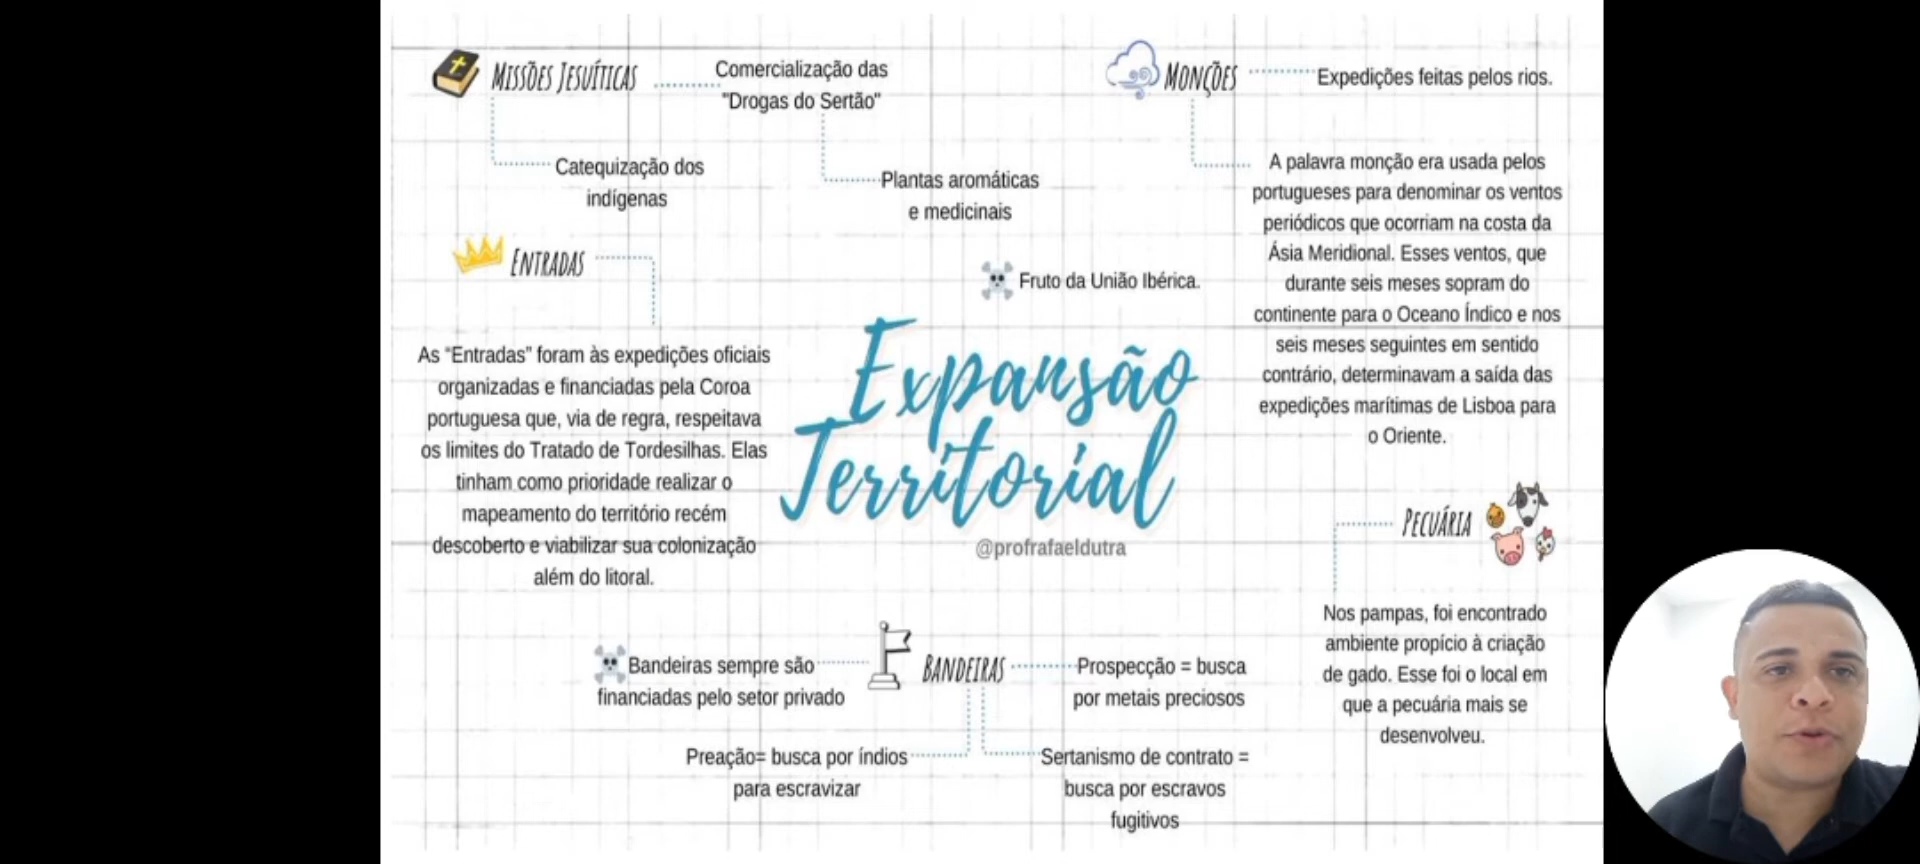 Missões Jesuíticas
Comercialização das
"Drogas do Sertão"
Catequização dos
indígenas
Plantas aromáticas
e medicinais
Monções
Expedições feitas pelos rios.
A palavra monção era usada pelos
portugueses para denominar os ventos
periódicos que ocorriam na costa da
Ásia Meridional. Esses ventos, que
durante seis meses sopram do
continente para o Oceano Índico e nos
seis meses seguintes em sentido
contrário, determinavam a saída das
expedições marítimas de Lisboa para
o Oriente.
Entradas
As “Entradas” foram às expedições oficiais
organizadas e financiadas pela Coroa
portuguesa que, via de regra, respeitava
os limites do Tratado de Tordesilhas. Elas
tinham como prioridade realizar o
mapeamento do território recém
descoberto e viabilizar sua colonização
além do litoral.
Fruto da União Ibérica.
Expansão
Territorial
@profrafaeldutra
Pecuária
Nos pampas, foi encontrado
ambiente propício à criação
de gado. Esse foi o local em
que a pecuária mais se
desenvolveu.
Bandeiras sempre são
financiadas pelo setor privado
Bandeiras
Prospecção = busca
por metais preciosos
Preação= busca por índios
para escravizar
Sertanismo de contrato =
busca por escravos
fugitivos